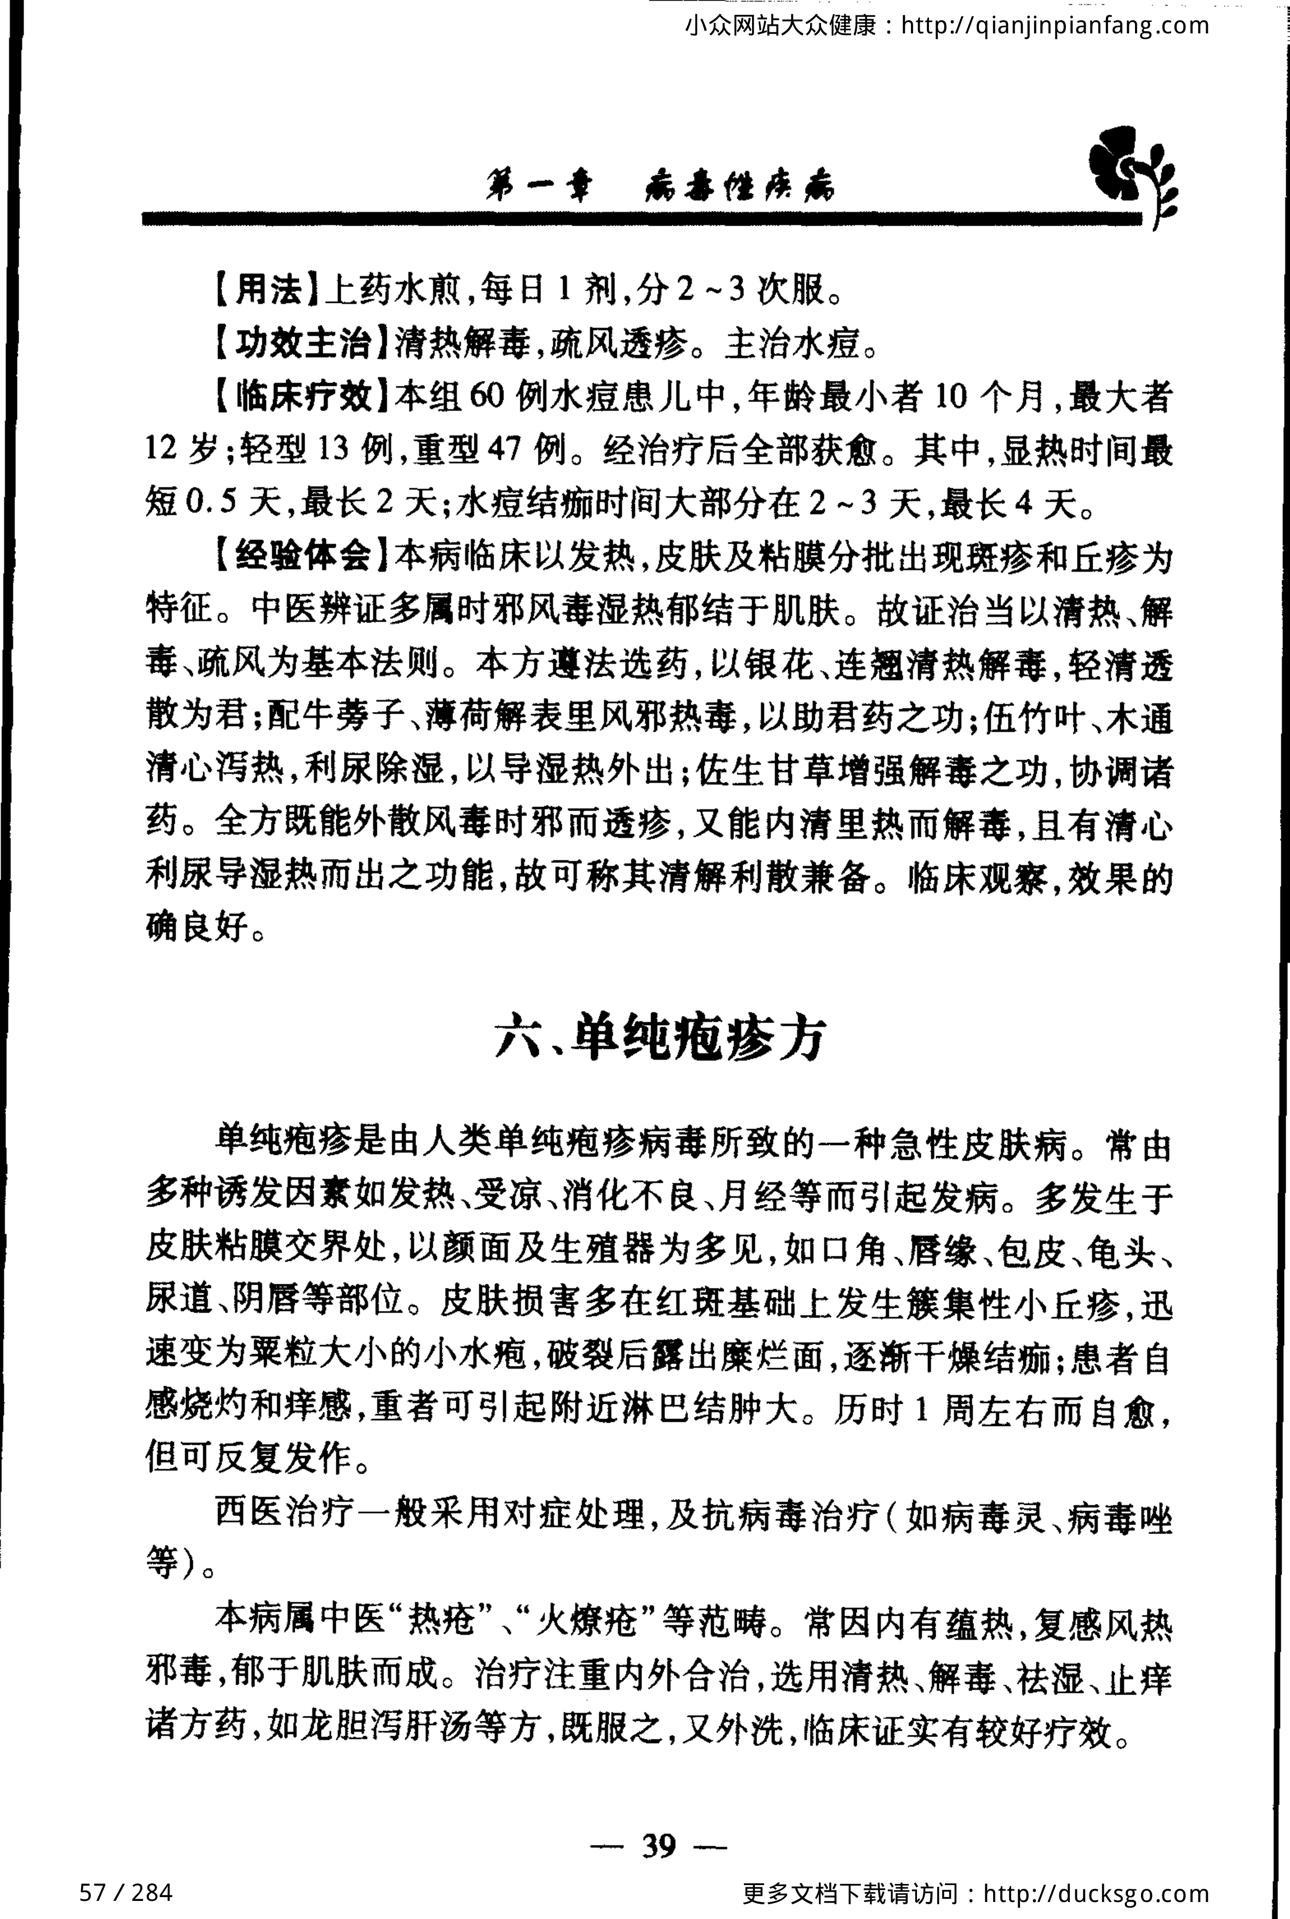 小众网站大众健康：http://qianjinpianfang.com
第一章 病毒性疾病
【用法】上药水煎,每日1剂,分2~3次服。
【功效主治】清热解毒,疏风透疹。主治水痘。
【临床疗效】本组60例水痘患儿中,年龄最小者10个月,最大者
12岁;轻型13例,重型47例。经治疗后全部获愈。其中,显热时间最
短0.5天,最长2天;水痘结痂时间大部分在2~3天,最长4天。
【经验体会】本病临床以发热,皮肤及粘膜分批出现斑疹和丘疹为
特征。中医辨证多属时邪风毒湿热郁结于肌肤。故证治当以清热、解
毒、疏风为基本法则。本方遵法选药,以银花、连翘清热解毒,轻清透
散为君;配牛蒡子、薄荷解表里风邪热毒,以助君药之功;伍竹叶、木通
清心泻热,利尿除湿,以导湿热外出;佐生甘草增强解毒之功,协调诸
药。全方既能外散风毒时邪而透疹,又能内清里热而解毒,且有清心
利尿导湿热而出之功能,故可称其清解利散兼备。临床观察,效果的
确良好。
六、单纯疱疹方
单纯疱疹是由人类单纯疱疹病毒所致的一种急性皮肤病。常由
多种诱发因素如发热、受凉、消化不良、月经等而引起发病。多发生于
皮肤粘膜交界处,以颜面及生殖器为多见,如口角、唇缘、包皮、龟头、
尿道、阴唇等部位。皮肤损害多在红斑基础上发生簇集性小丘疹,迅
速变为粟粒大小的小水疱,破裂后露出糜烂面,逐渐干燥结痂;患者自
感烧灼和痒感,重者可引起附近淋巴结肿大。历时1周左右而自愈,
但可反复发作。
西医治疗一般采用对症处理,及抗病毒治疗(如病毒灵、病毒唑
等)。
本病属中医“热疮”、“火燎疮”等范畴。常因内有蕴热,复感风热
邪毒,郁于肌肤而成。治疗注重内外合治,选用清热、解毒、祛湿、止痒
诸方药,如龙胆泻肝汤等方,既服之,又外洗,临床证实有较好疗效。
— 39 —
57 / 284
更多文档下载请访问：http://ducksgo.com